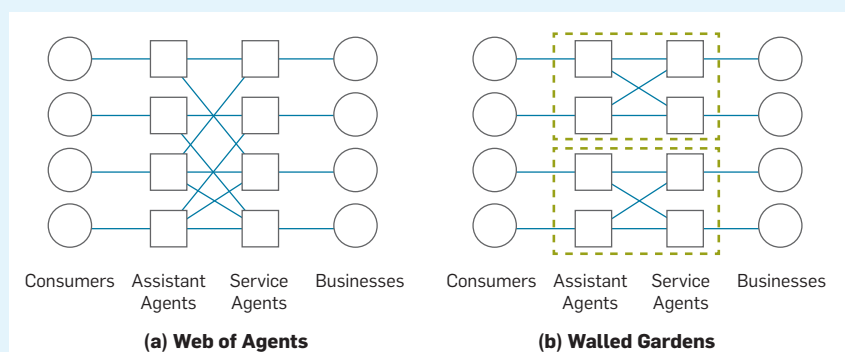 Consumers Assistant Agents Service Agents Businesses
(a) Web of Agents
Consumers Assistant Agents Service Agents Businesses
(b) Walled Gardens